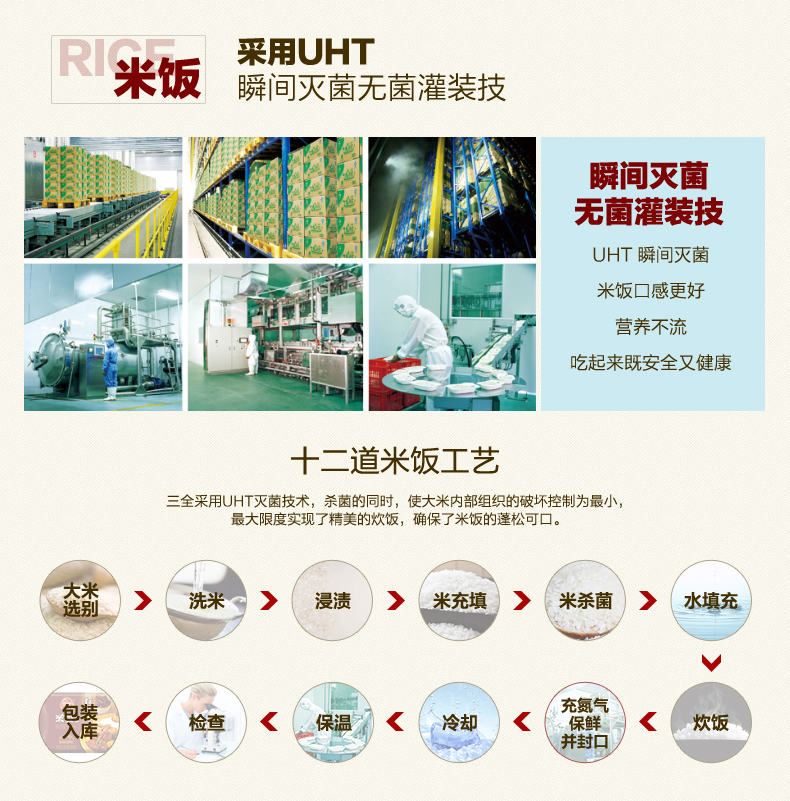 RICE
米饭
采用UHT
瞬间灭菌无菌灌装技
瞬间灭菌
无菌灌装技
UHT 瞬间灭菌
米饭口感更好
营养不流
吃起来既安全又健康
十二道米饭工艺
三全采用UHT灭菌技术，杀菌的同时，使大米内部组织的破坏控制为最小，
最大限度实现了精美的炊饭，确保了米饭的蓬松可口。
大米
选别
洗米
浸渍
米充填
米杀菌
水填充
包装
入库
检查
保温
冷却
充氮气
保鲜
并封口
炊饭